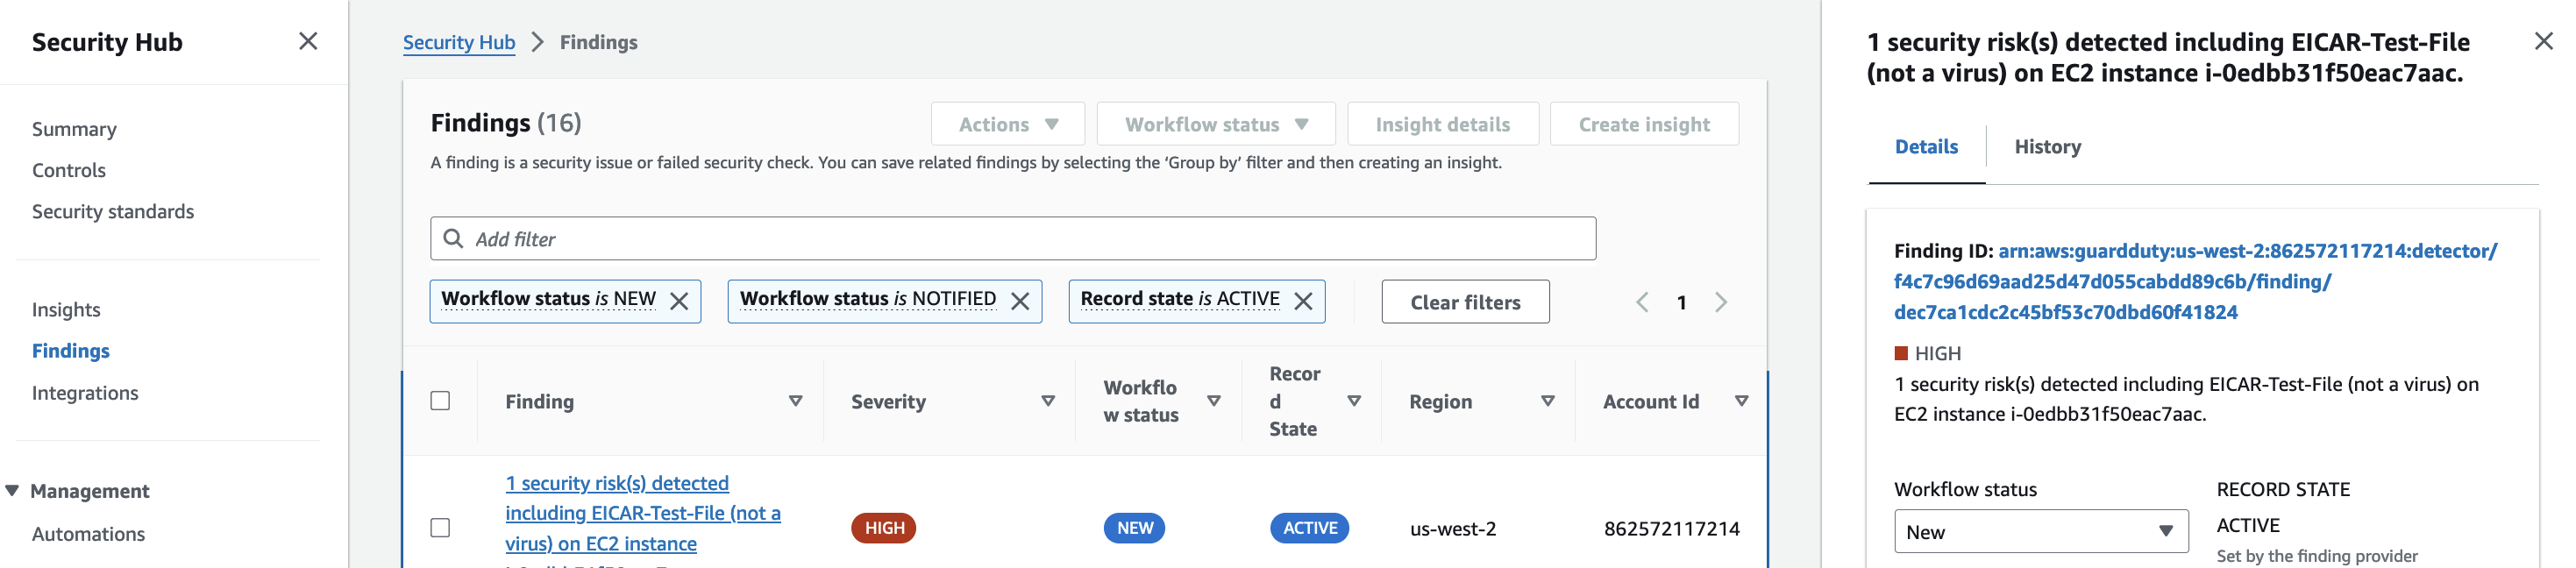 Security Hub
Summary
Controls
Security standards
Insights
Findings
Integrations
Management
Automations
Security Hub > Findings
Findings (16)
Actions
Workflow status
Insight details
Create insight
A finding is a security issue or failed security check. You can save related findings by selecting the ‘Group by’ filter and then creating an insight.
Add filter
Workflow status is NEW
Workflow status is NOTIFIED
Record state is ACTIVE
Clear filters
1
Finding
Severity
Workflo
w status
Recor
d
State
Region
Account Id
1 security risk(s) detected
including EICAR-Test-File (not a
virus) on EC2 instance
HIGH
NEW
ACTIVE
us-west-2
862572117214
1 security risk(s) detected including EICAR-Test-File
(not a virus) on EC2 instance i-0edbb31f50eac7aac.
Details
History
Finding ID: arn:aws:guardduty:us-west-2:862572117214:detector/
f4c7c96d69aad25d47d055cabdd89c6b/finding/
dec7ca1cdc2c45bf53c70dbd60f41824
HIGH
1 security risk(s) detected including EICAR-Test-File (not a virus) on
EC2 instance i-0edbb31f50eac7aac.
Workflow status
New
RECORD STATE
ACTIVE
Set by the finding provider